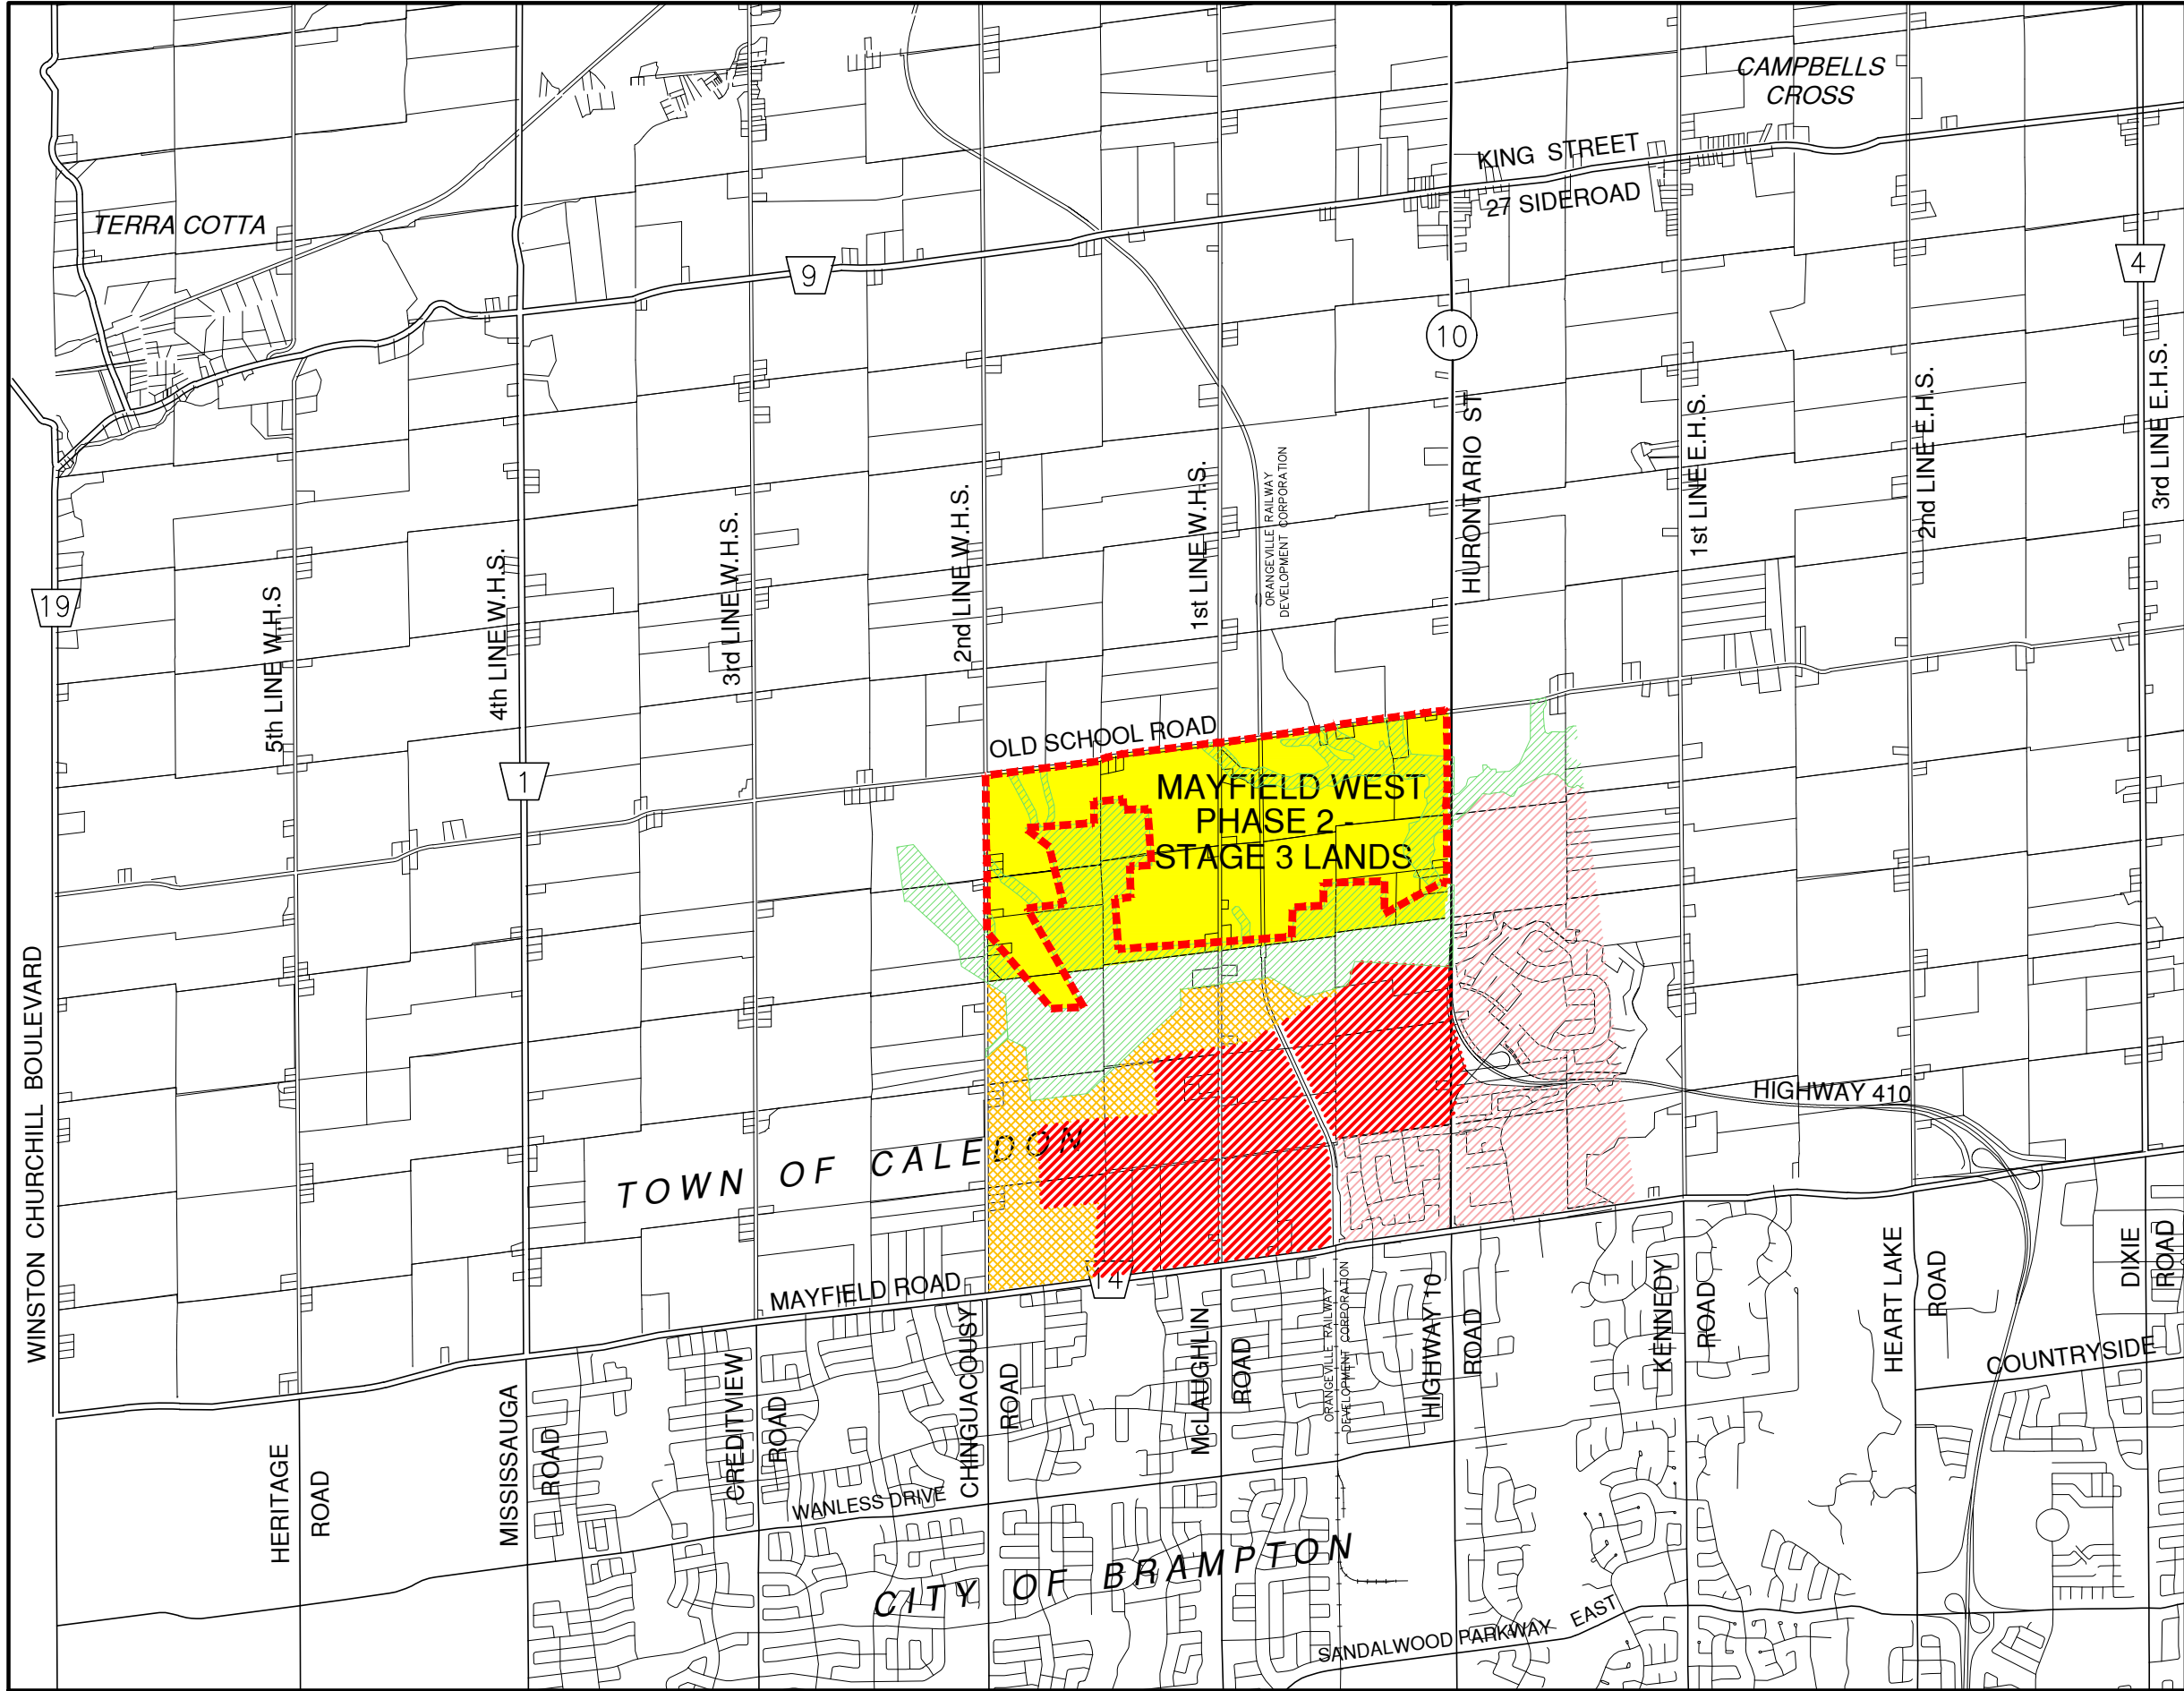 CAMPBELLS
CROSS
KING STREET
27 SIDEROAD
TERRA COTTA
9
4
10
19
1
14
3rd LINE E.H.S.
2nd LINE E.H.S.
1st LINE E.H.S.
HURONTARIO ST
ORANGEVILLE RAILWAY
DEVELOPMENT CORPORATION
1st LINE W.H.S.
2nd LINE W.H.S.
3rd LINE W.H.S.
4th LINE W.H.S.
5th LINE W.H.S
OLD SCHOOL ROAD
MAYFIELD WEST
PHASE 2 -
STAGE 3 LANDS
WINSTON CHURCHILL BOULEVARD
HIGHWAY 410
TOWN OF CALEDON
MAYFIELD ROAD
HERITAGE
ROAD
MISSISSAUGA
ROAD
CREDITVIEW
ROAD
CHINGUACOUSY
ROAD
McLAUGHLIN
ROAD
ORANGEVILLE RAILWAY
DEVELOPMENT CORPORATION
HIGHWAY 10
ROAD
KENNEDY
ROAD
HEART LAKE
ROAD
DIXIE
ROAD
COUNTRYSIDE
WANLESS DRIVE
CITY OF BRAMPTON
SANDALWOOD PARKWAY EAST